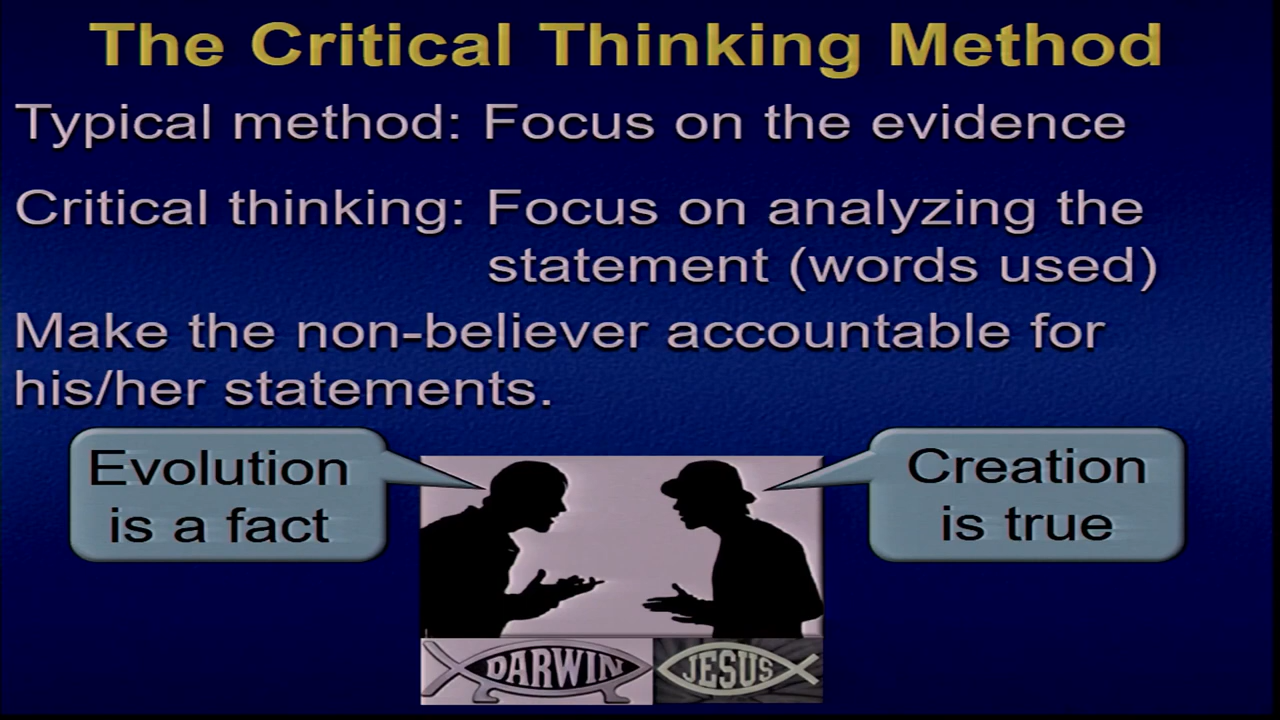 The Critical Thinking Method
Typical method: Focus on the evidence
Critical thinking: Focus on analyzing the
statement (words used)
Make the non-believer accountable for
his/her statements.
Evolution
is a fact
Creation
is true
DARWIN
JESUS